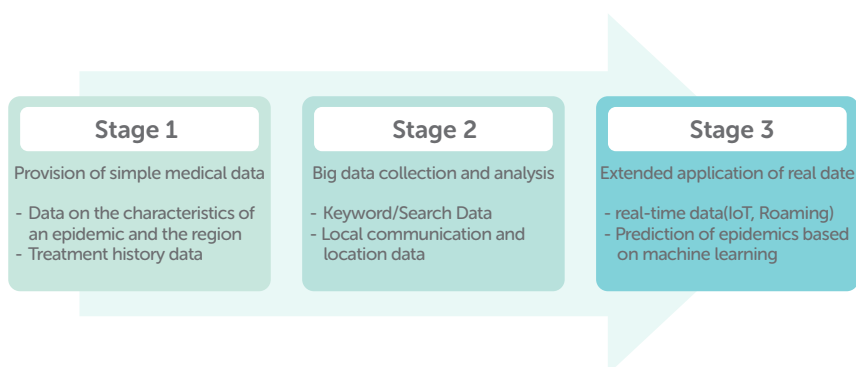 Stage 1
Provision of simple medical data
- Data on the characteristics of
an epidemic and the region
- Treatment history data
Stage 2
Big data collection and analysis
- Keyword/Search Data
- Local communication and
location data
Stage 3
Extended application of real date
- real-time data(IoT, Roaming)
- Prediction of epidemics based
on machine learning